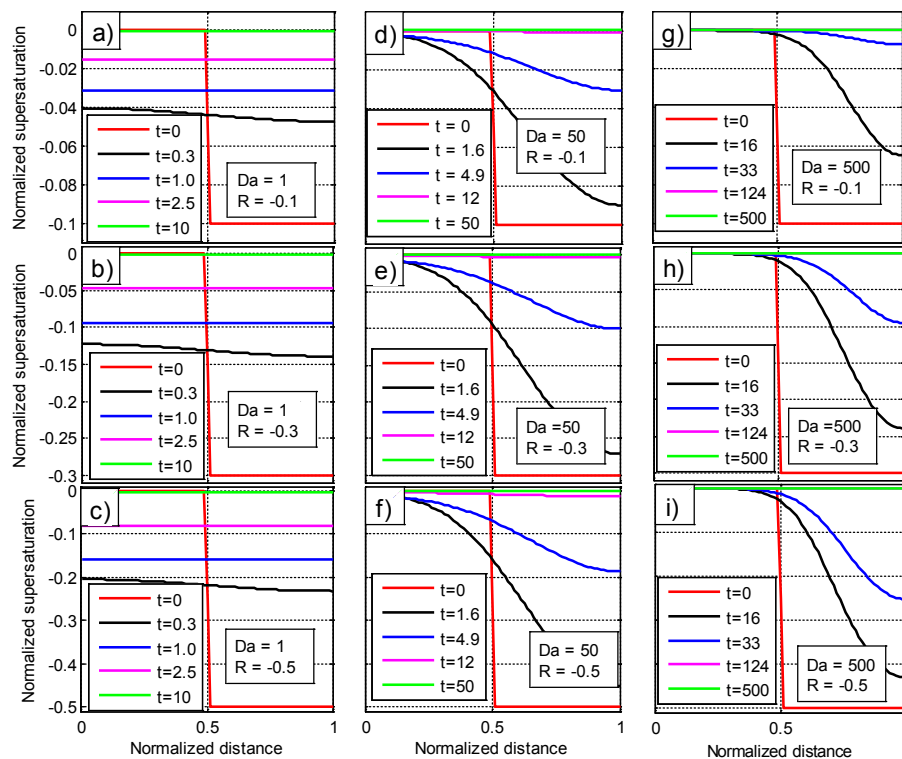 a)
0
-0.02
-0.04
-0.06
-0.08
-0.1
Normalized supersaturation
t=0
t=0.3
t=1.0
t=2.5
t=10
Da = 1
R = -0.1
d)
t = 0
t = 1.6
t = 4.9
t = 12
t = 50
Da = 50
R = -0.1
g)
t=0
t=16
t=33
t=124
t=500
Da = 500
R = -0.1
b)
0
-0.05
-0.1
-0.15
-0.2
-0.25
-0.3
Normalized supersaturation
t=0
t=0.3
t=1.0
t=2.5
t=10
Da = 1
R = -0.3
e)
t=0
t=1.6
t=4.9
t=12
t=50
Da =50
R = -0.3
h)
t=0
t=16
t=33
t=124
t=500
Da =500
R = -0.3
c)
0
-0.1
-0.2
-0.3
-0.4
-0.5
Normalized supersaturation
t=0
t=0.3
t=1.0
t=2.5
t=10
Da = 1
R = -0.5
0
0.5
1
Normalized distance
f)
t=0
t=1.6
t=4.9
t=12
t=50
Da = 50
R = -0.5
0
0.5
1
Normalized distance
i)
t=0
t=16
t=33
t=124
t=500
Da = 500
R = -0.5
0
0.5
Normalized distance